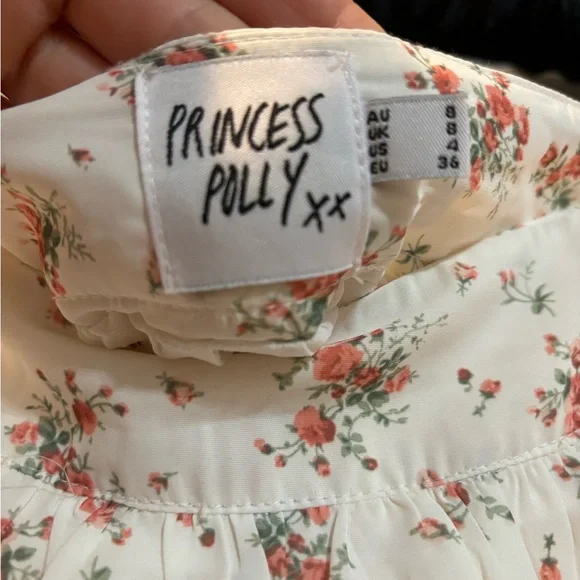 PRINCESS
POLLY xx
AU 8
UK 8
US 4
EU 36